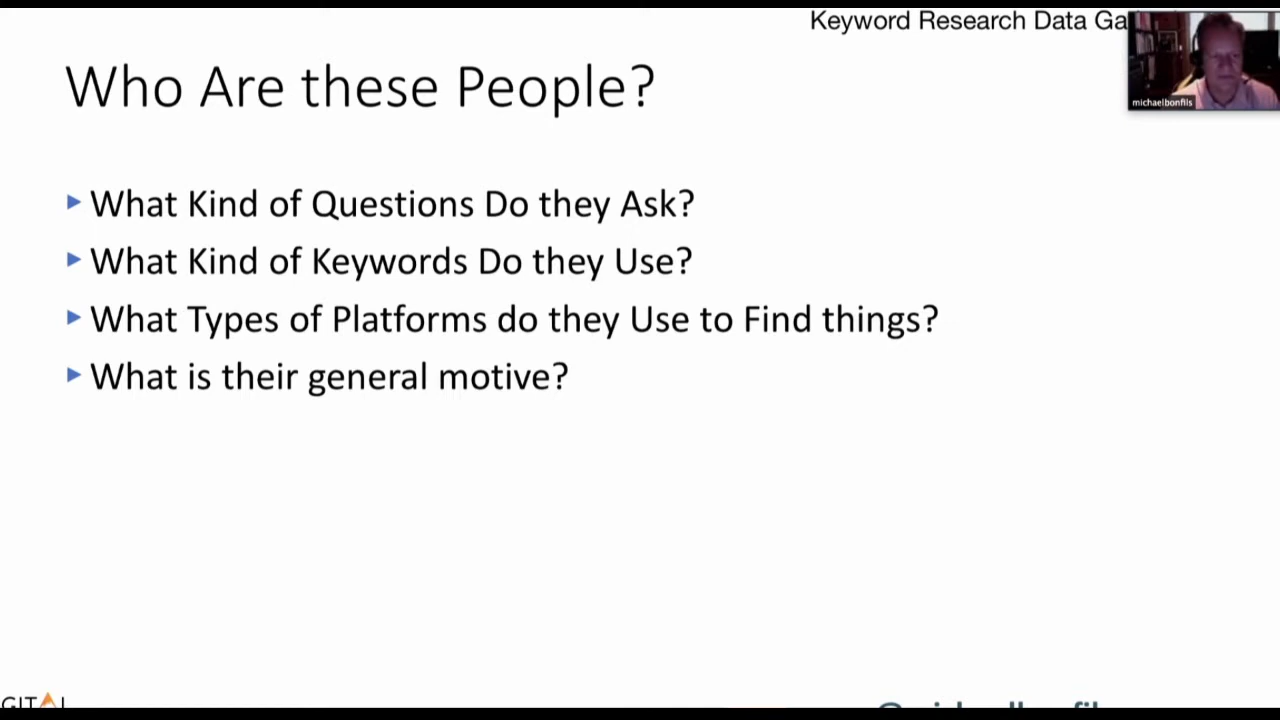 Keyword Research Data Ga
michaelbonfils
Who Are these People?
What Kind of Questions Do they Ask?
What Kind of Keywords Do they Use?
What Types of Platforms do they Use to Find things?
What is their general motive?